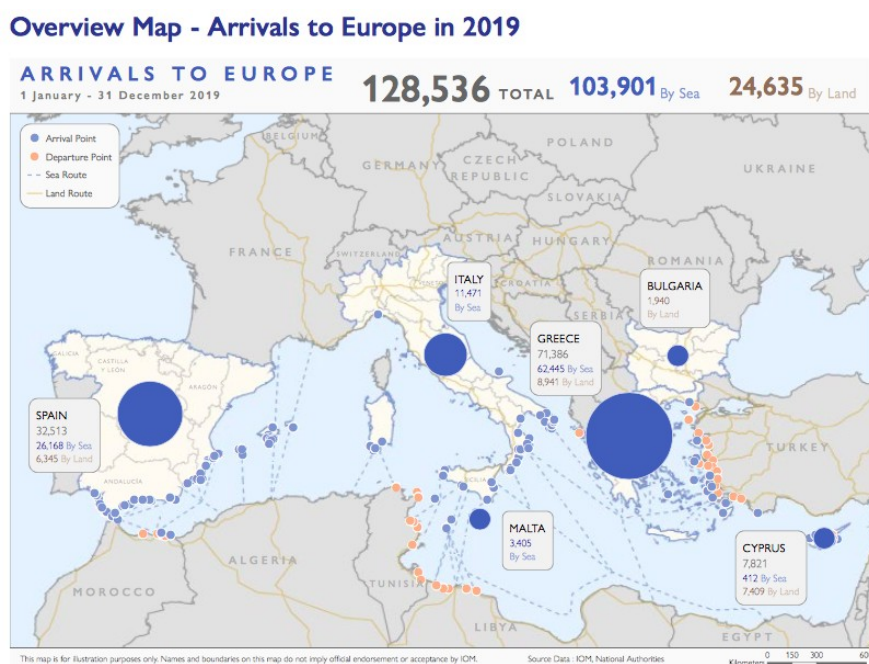 Overview Map - Arrivals to Europe in 2019
ARRIVALS TO EUROPE
1 January - 31 December 2019
128,536 TOTAL 103,901 By Sea 24,635 By Land
Arrival Point
Departure Point
Sea Route
Land Route
BELGIUM
POLAND
GERMANY
CZECH
REPUBLIC
UKRAINE
SLOVAKIA
FRANCE
SWITZERLAND
AUSTRIA
HUNGARY
ROMANIA
CROATIA
SERBIA
ITALY
11,471
By Sea
BULGARIA
1,940
By Land
GREECE
71,386
62,445 By Sea
8,941 By Land
GALICIA
CASTILLA
Y LEÓN
ARAGÓN
SPAIN
32,513
26,168 By Sea
6,345 By Land
ANDALUCÍA
SICILIA
TURKEY
MALTA
3,405
By Sea
CYPRUS
7,821
412 By Sea
7,409 By Land
MOROCCO
ALGERIA
TUNISIA
LIBYA
EGYPT
This map is for illustration purposes only. Names and boundaries on this map do not imply official endorsement or acceptance by IOM.
Source Data : IOM, National Authorities
0 150 300
Kilometers